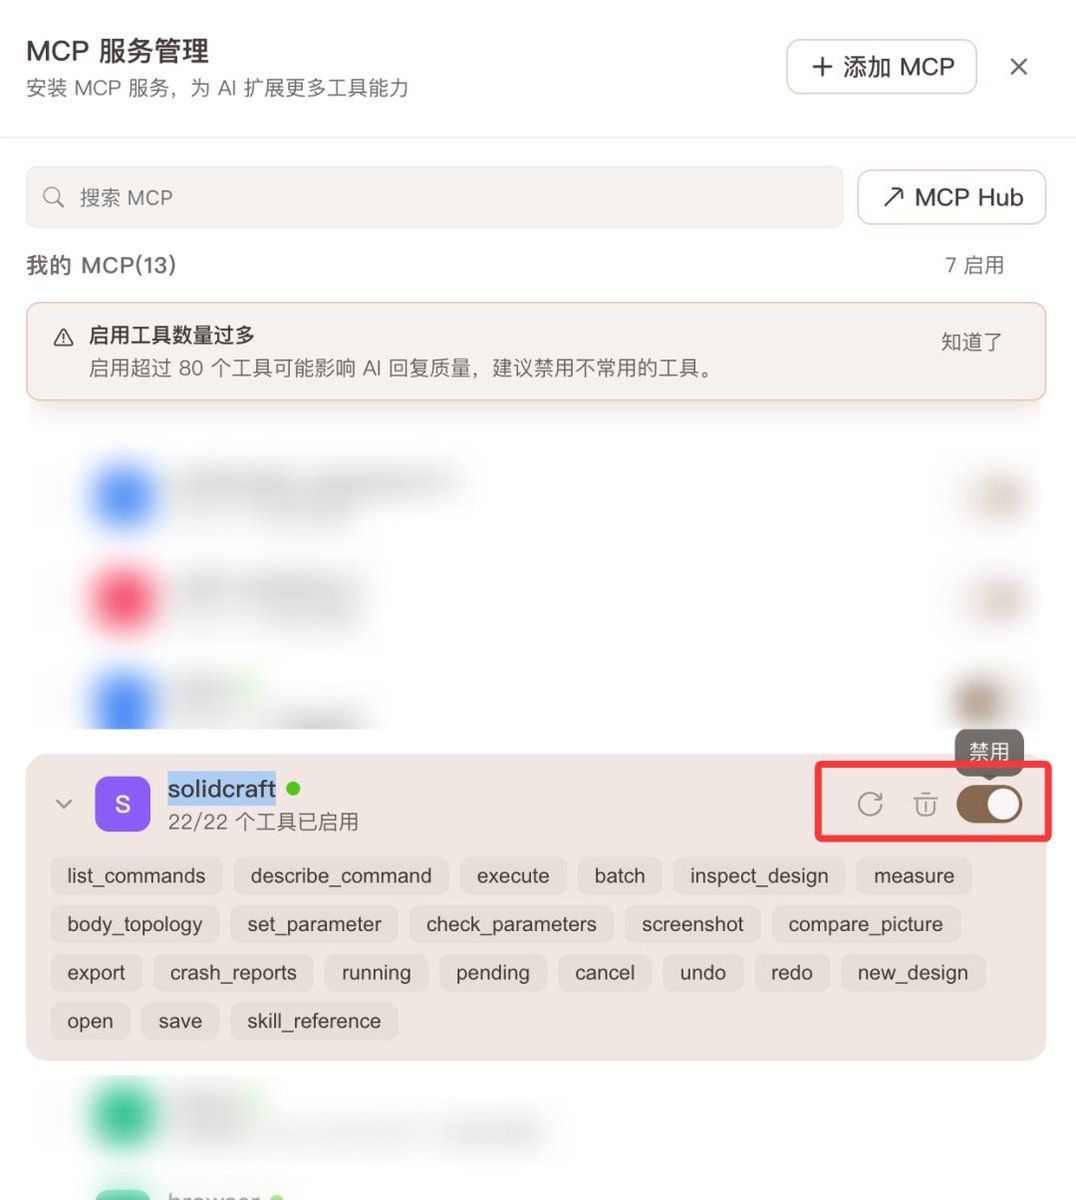 MCP 服务管理
安装 MCP 服务，为 AI 扩展更多工具能力
添加 MCP
搜索 MCP
MCP Hub
我的 MCP(13)
7 启用
启用工具数量过多
启用超过 80 个工具可能影响 AI 回复质量，建议禁用不常用的工具。
知道了
禁用
S
solidcraft
22/22 个工具已启用
list_commands describe_command execute batch inspect_design measure
body_topology set_parameter check_parameters screenshot compare_picture
export crash_reports running pending cancel undo redo new_design
open save skill_reference